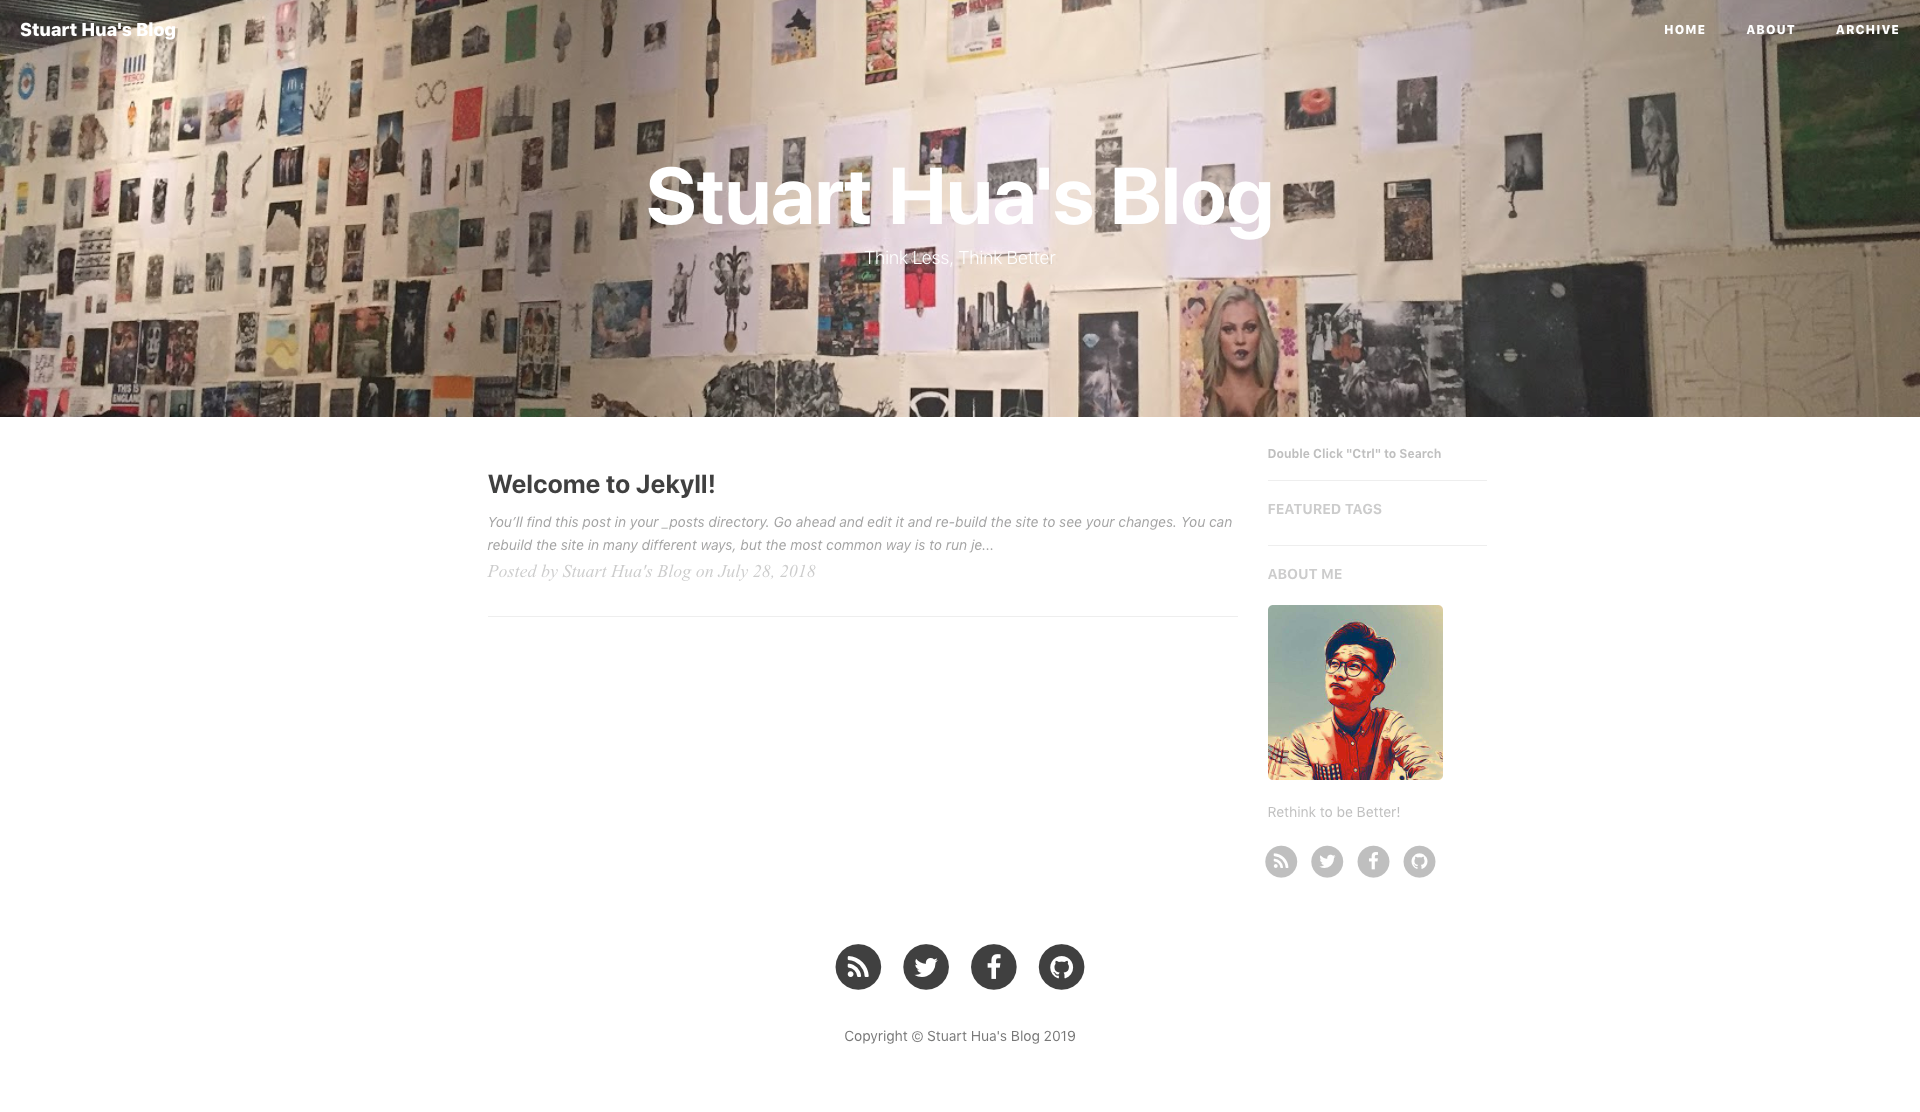 Stuart Hua's Blog
HOME
ABOUT
ARCHIVE
TESCO
Stuart Hua's Blog
Think Less, Think Better
THIS IS
ENGLAND
Welcome to Jekyll!
You’ll find this post in your _posts directory. Go ahead and edit it and re-build the site to see your changes. You can
rebuild the site in many different ways, but the most common way is to run je...
Posted by Stuart Hua's Blog on July 28, 2018
Double Click "Ctrl" to Search
FEATURED TAGS
ABOUT ME
Rethink to be Better!
Copyright © Stuart Hua's Blog 2019